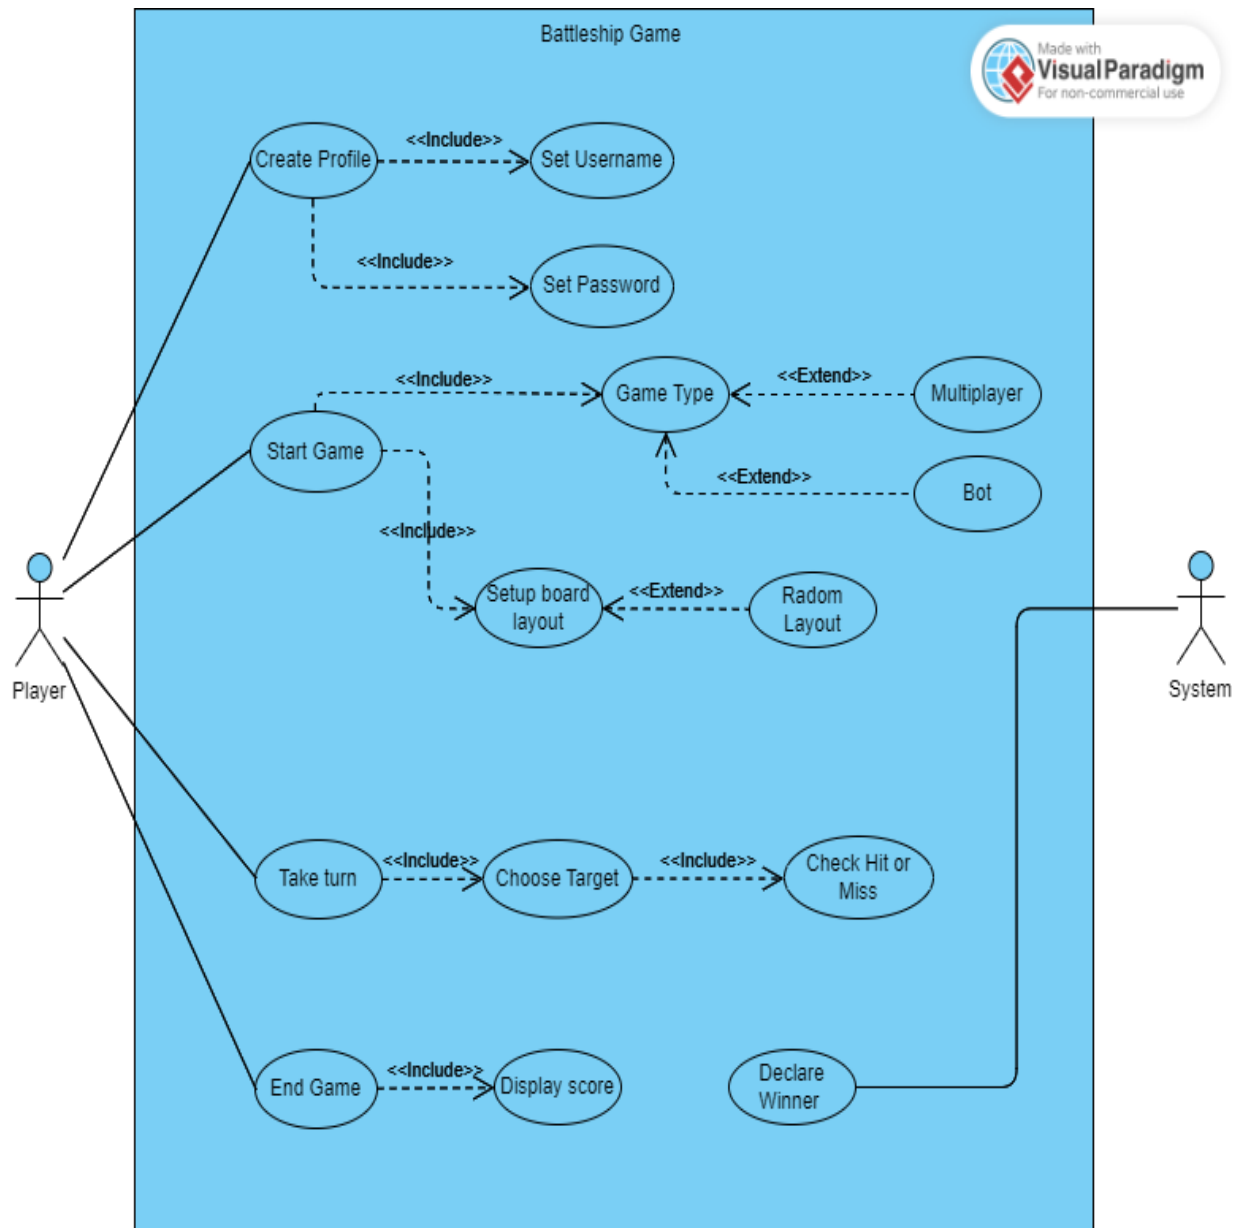 Battleship Game
Made with
Visual Paradigm
For non-commercial use
Create Profile
<<Include>>
Set Username
<<Include>>
Set Password
<<Include>>
Game Type
<<Extend>>
Multiplayer
Start Game
<<Extend>>
Bot
<<Include>>
Setup board
layout
<<Extend>>
Radom
Layout
Player
System
Take turn
<<Include>>
Choose Target
<<Include>>
Check Hit or
Miss
End Game
<<Include>>
Display score
Declare
Winner